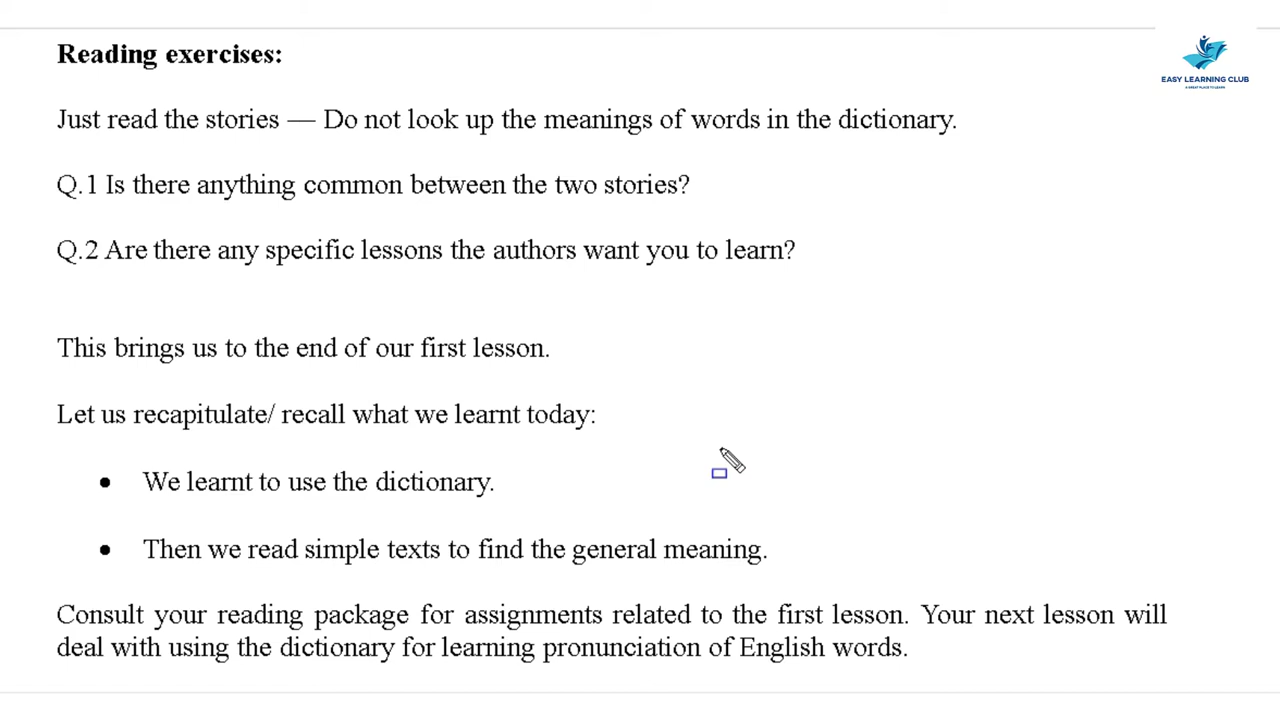 Reading exercises:
EASY LEARNING CLUB
A GREAT PLACE TO LEARN
Just read the stories — Do not look up the meanings of words in the dictionary.
Q.1 Is there anything common between the two stories?
Q.2 Are there any specific lessons the authors want you to learn?
This brings us to the end of our first lesson.
Let us recapitulate/ recall what we learnt today:
• We learnt to use the dictionary.
• Then we read simple texts to find the general meaning.
Consult your reading package for assignments related to the first lesson. Your next lesson will
deal with using the dictionary for learning pronunciation of English words.